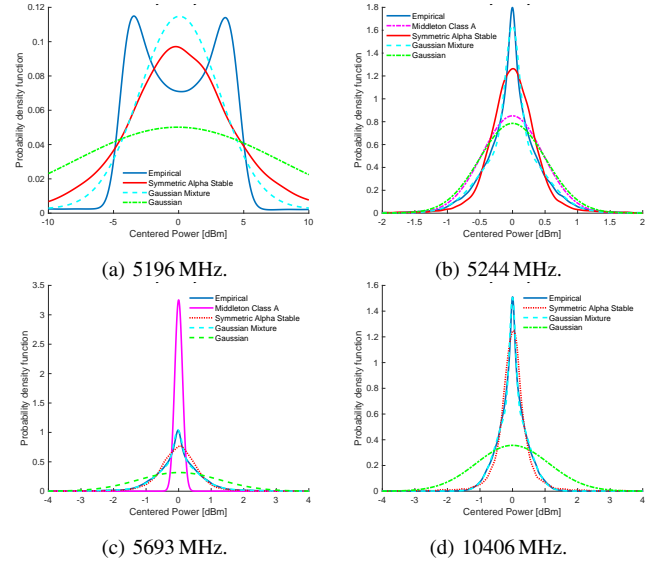 0.12
0.1
0.08
0.06
0.04
0.02
0
Probability density function
Empirical
Symmetric Alpha Stable
Gaussian Mixture
Gaussian
-10 -5 0 5 10
Centered Power [dBm]
(a) 5196 MHz.
1.8
1.6
1.4
1.2
1
0.8
0.6
0.4
0.2
0
Probability density function
Empirical
Middleton Class A
Symmetric Alpha Stable
Gaussian Mixture
Gaussian
-2 -1.5 -1 -0.5 0 0.5 1 1.5 2
Centered Power [dBm]
(b) 5244 MHz.
3.5
3
2.5
2
1.5
1
0.5
0
Probability density function
Empirical
Middleton Class A
Symmetric Alpha Stable
Gaussian Mixture
Gaussian
-4 -3 -2 -1 0 1 2 3 4
Centered Power [dBm]
(c) 5693 MHz.
1.6
1.4
1.2
1
0.8
0.6
0.4
0.2
0
Probability density function
Empirical
Symmetric Alpha Stable
Gaussian Mixture
Gaussian
-4 -3 -2 -1 0 1 2 3 4
Centered Power [dBm]
(d) 10406 MHz.